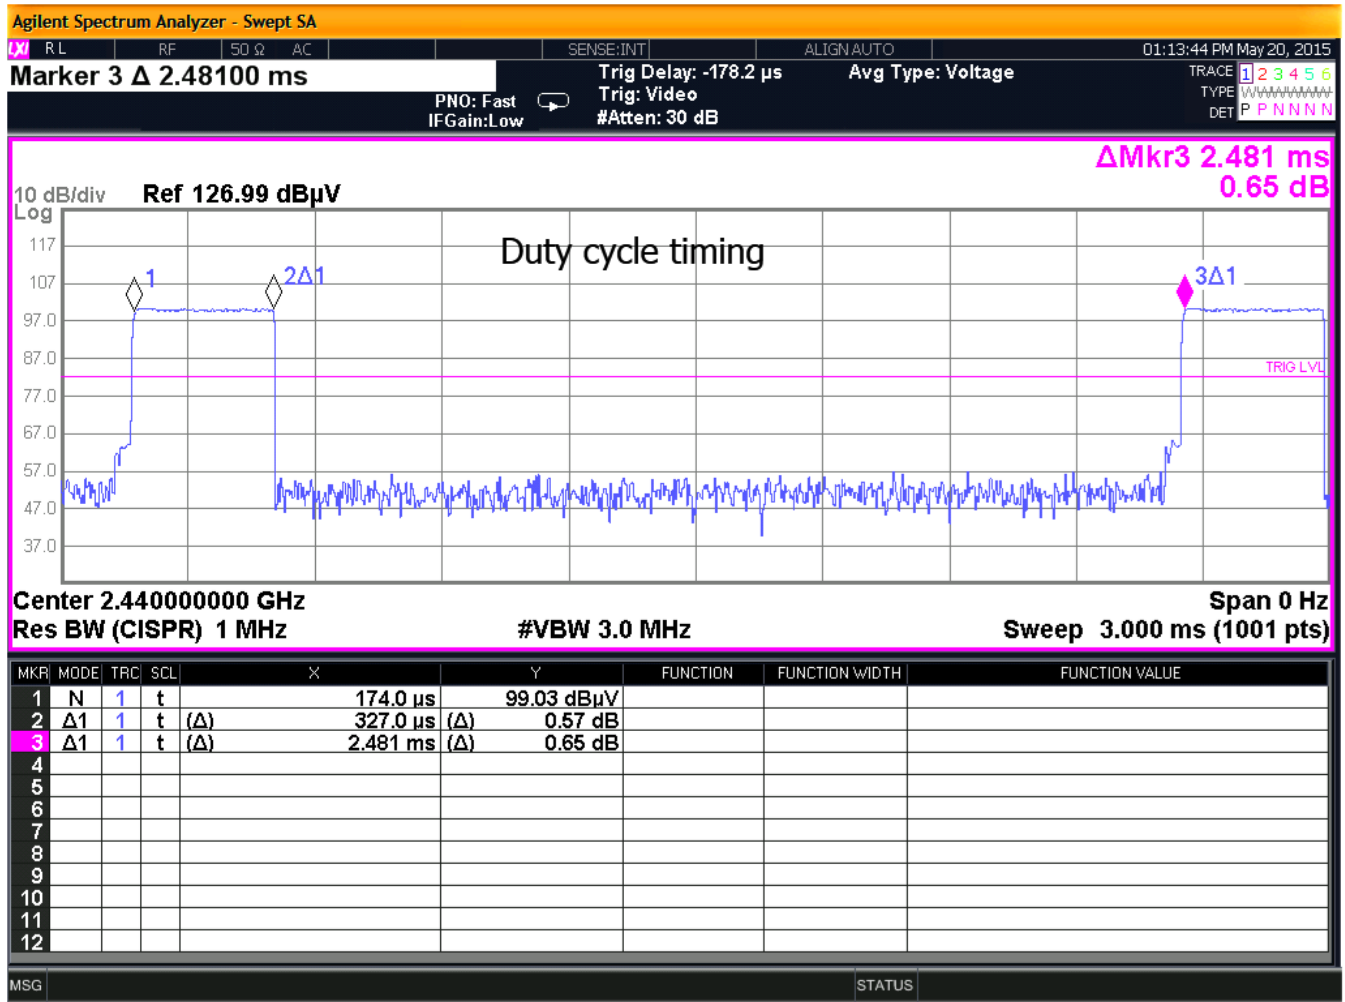 Agilent Spectrum Analyzer - Swept SA
LXI RL RF 50 Ω AC SENSE:INT ALIGN AUTO 01:13:44 PM May 20, 2015
Marker 3 Δ 2.48100 ms
PNO: Fast
IFGain:Low
Trig Delay: -178.2 µs
Trig: Video
#Atten: 30 dB
Avg Type: Voltage
TRACE 1 2 3 4 5 6
TYPE WWWWWW
DET P P N N N N
ΔMkr3 2.481 ms
0.65 dB
10 dB/div Ref 126.99 dBµV
Log
Duty cycle timing
117
107
97.0
87.0
77.0
67.0
57.0
47.0
37.0
1
2Δ1
3Δ1
TRIG LVL
Center 2.440000000 GHz Span 0 Hz
Res BW (CISPR) 1 MHz #VBW 3.0 MHz Sweep 3.000 ms (1001 pts)
MKR MODE TRC SCL X Y FUNCTION FUNCTION WIDTH FUNCTION VALUE
1 N 1 t 174.0 µs 99.03 dBµV
2 Δ1 1 t (Δ) 327.0 µs (Δ) 0.57 dB
3 Δ1 1 t (Δ) 2.481 ms (Δ) 0.65 dB
4
5
6
7
8
9
10
11
12
MSG STATUS